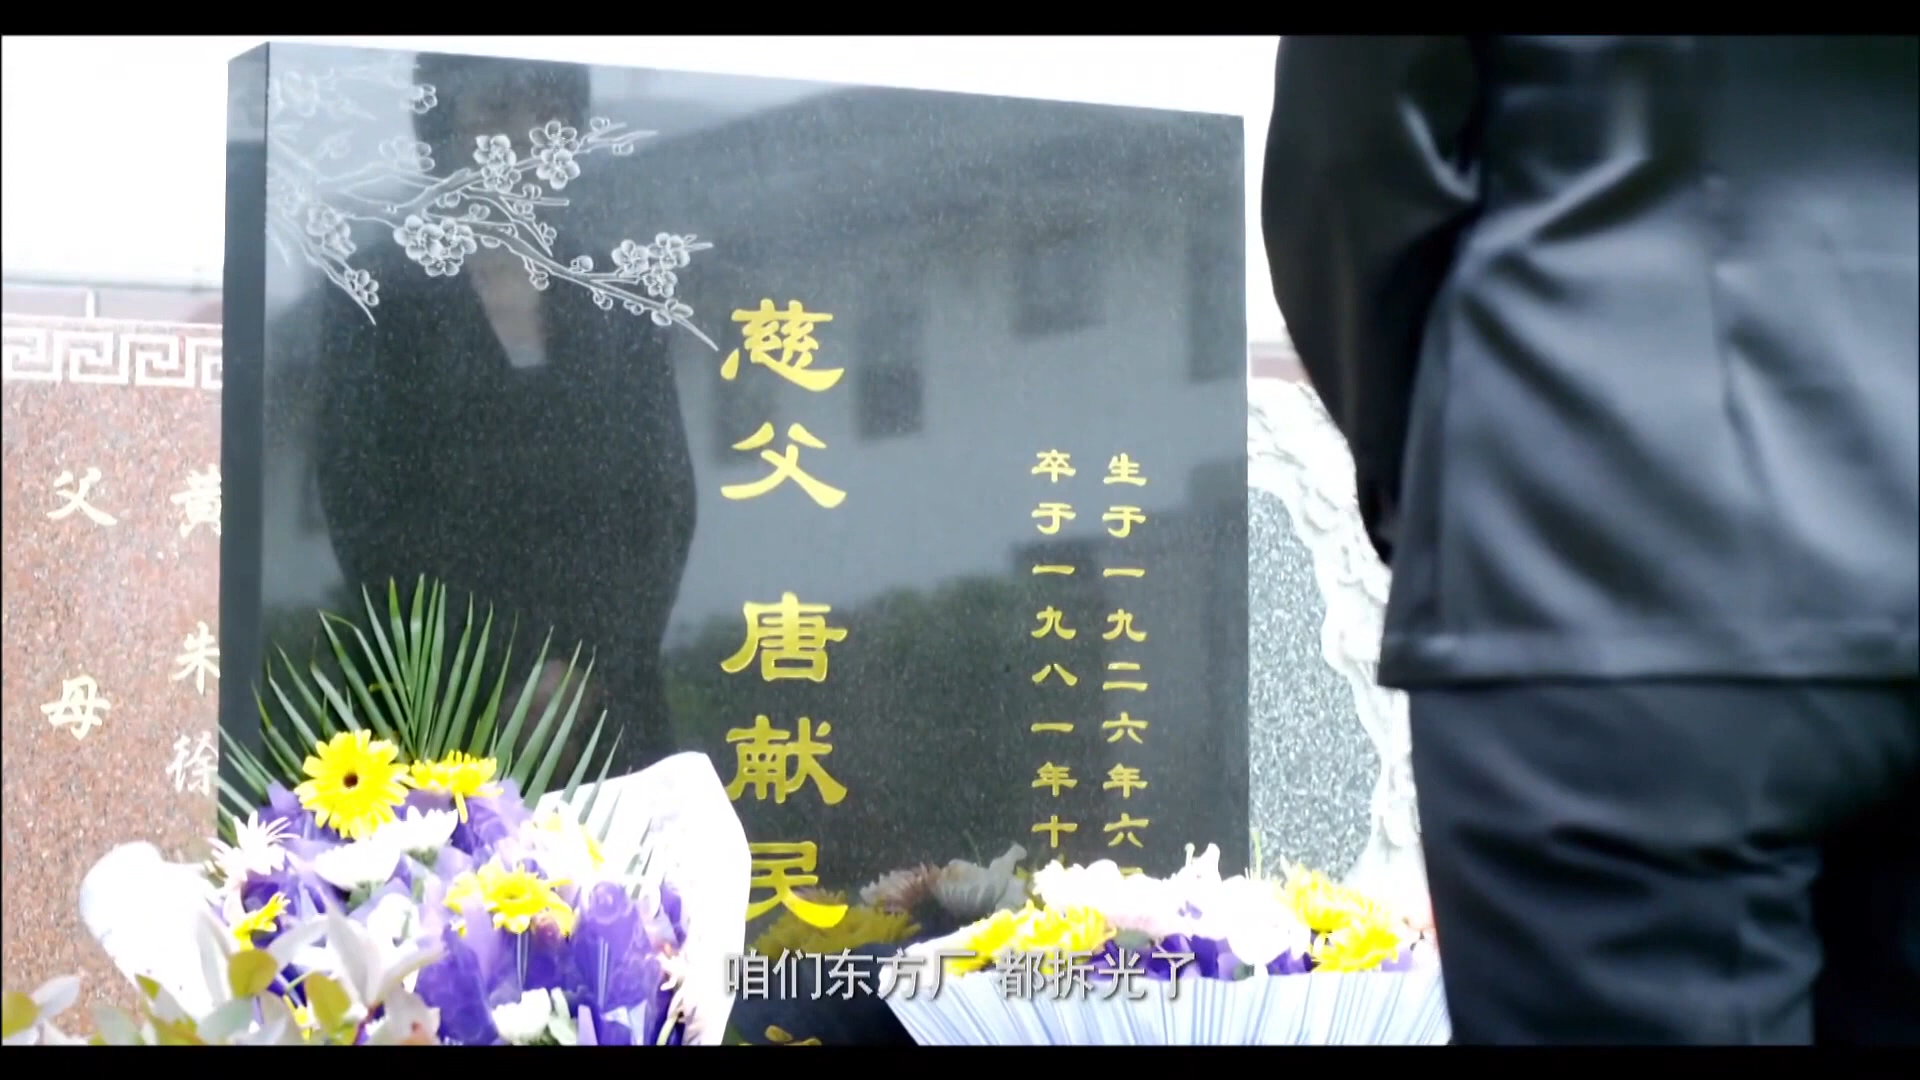 慈父 唐献民
生于一九二六年六
卒于一九八一年十
父
母
黄
朱
徐
咱们东方厂 都拆光了